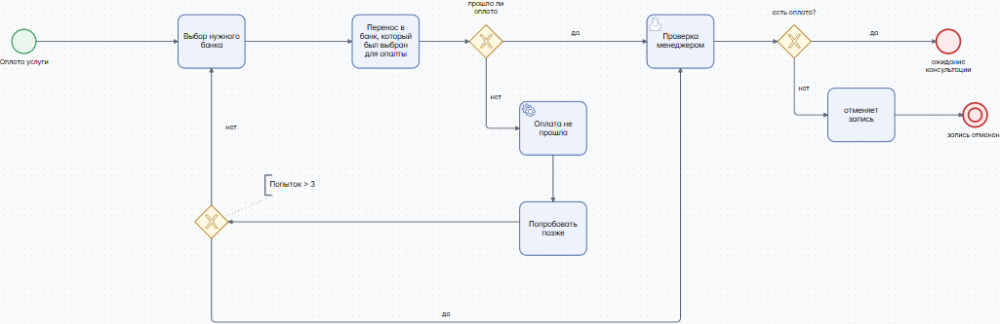 прошла ли
оплата
есть оплата?
Оплата услуги
Выбор нужного
банка
Перенос в
банк, который
был выбран
для опалты
да
Проверка
менеджером
да
ожидание
консультации
нет
Оплата не
прошла
нет
отменяет
запись
запись отменен
нет
Попыток > 3
Попробовать
позже
да